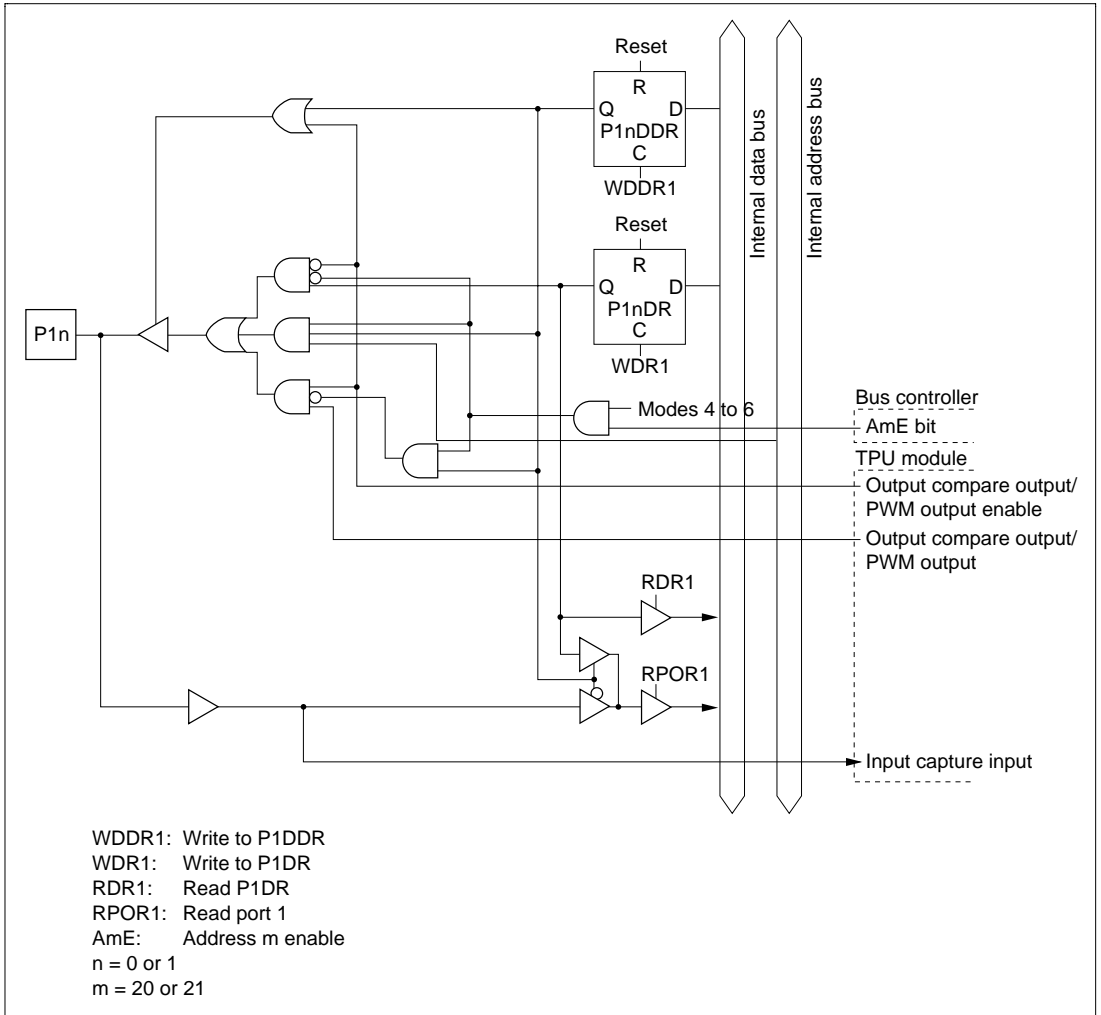 Reset
R
Q D
P1nDDR
C
WDDR1
Reset
R
Q D
P1nDR
C
WDR1
Internal data bus
Internal address bus
P1n
Modes 4 to 6
Bus controller
AmE bit
TPU module
Output compare output/
PWM output enable
Output compare output/
PWM output
RDR1
RPOR1
Input capture input
WDDR1: Write to P1DDR
WDR1: Write to P1DR
RDR1: Read P1DR
RPOR1: Read port 1
AmE: Address m enable
n = 0 or 1
m = 20 or 21